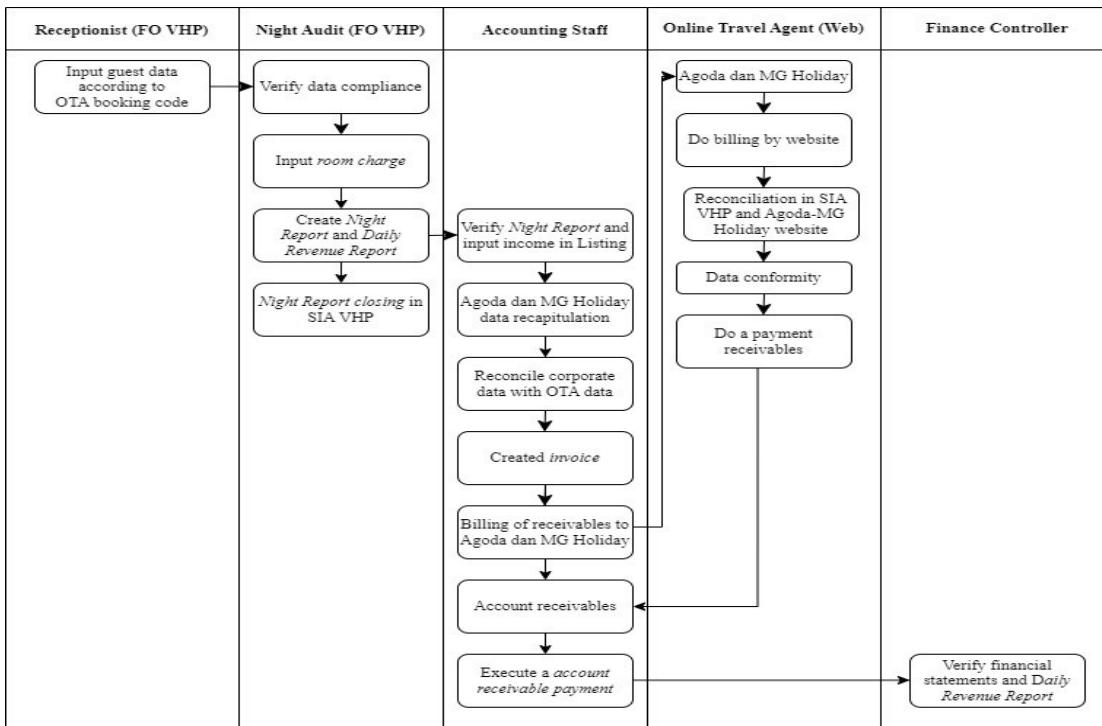 Receptionist (FO VHP)
Night Audit (FO VHP)
Accounting Staff
Online Travel Agent (Web)
Finance Controller
Input guest data
according to
OTA booking code
Verify data compliance
Input room charge
Create Night
Report and Daily
Revenue Report
Night Report closing in
SIA VHP
Verify Night Report and
input income in Listing
Agoda dan MG Holiday
data recapitulation
Reconcile corporate
data with OTA data
Created invoice
Billing of receivables to
Agoda dan MG Holiday
Account receivables
Execute a account
receivable payment
Agoda dan MG Holiday
Do billing by website
Reconciliation in SIA
VHP and Agoda-MG
Holiday website
Data conformity
Do a payment
receivables
Verify financial
statements and Daily
Revenue Report